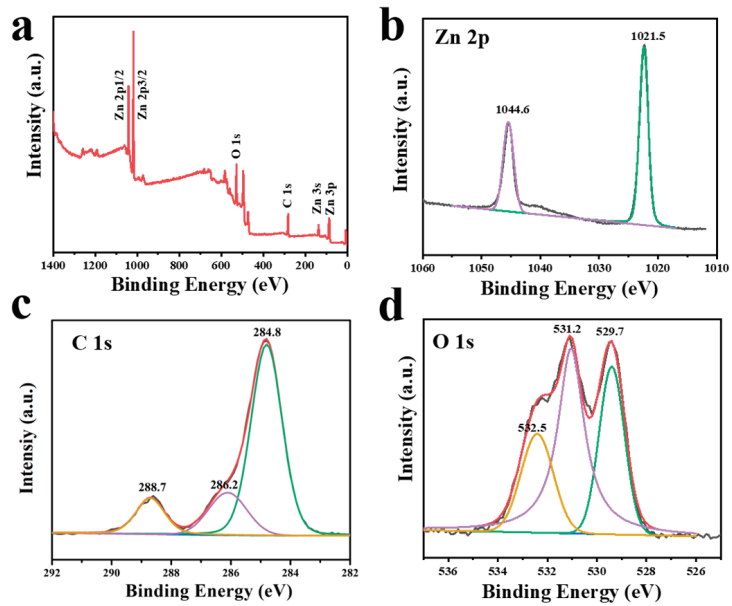 a
Intensity (a.u.)
Zn 2p1/2
Zn 2p3/2
O 1s
C 1s
Zn 3s
Zn 3p
1400 1200 1000 800 600 400 200 0
Binding Energy (eV)
b
Intensity (a.u.)
Zn 2p
1044.6
1021.5
1060 1050 1040 1030 1020 1010
Binding Energy (eV)
c
Intensiy (a.u.)
C 1s
288.7
286.2
284.8
292 290 288 286 284 282
Binding Energy (eV)
d
Intensity (a.u.)
O 1s
532.5
531.2
529.7
536 534 532 530 528 526
Binding Energy (eV)